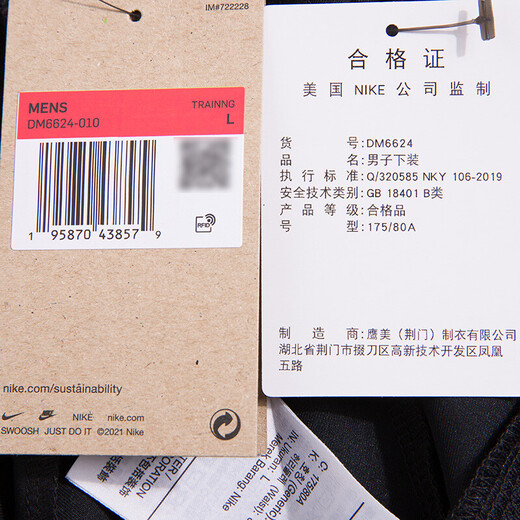 IM#722228
MENS
TRAINNG
DM6624-010
L
1 95870 43857 9
RFID
nike.com/sustainability
NIKE nike.com
SWOOSH JUST DO IT ©2021 NIKE
合格证
美国 NIKE 公司监制
货号:DM6624
品名:男子下装
执行标准:Q/320585 NKY 106-2019
安全技术类别:GB 18401 B类
产品等级:合格品
号型:175/80A
制造商:鹰美(荆门)制衣有限公司
湖北省荆门市掇刀区高新技术开发区凤凰
五路
C: 175/80A
Merek Barang: Nike